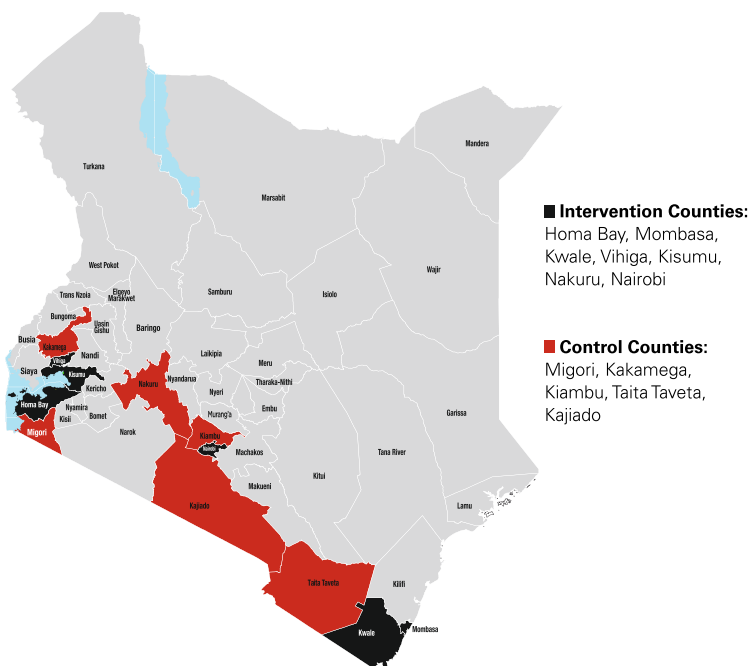 Mandera
Turkana
Marsabit
Wajir
West Pokot
Samburu
Isiolo
Trans Nzoia
Elgeyo
Marakwet
Bungoma
Uasin
Gishu
Baringo
Busia
Kakamega
Nandi
Laikipia
Vihiga
Meru
Siaya
Kisumu
Nakuru
Nyandarua
Tharaka-Nithi
Kericho
Nyeri
Homa Bay
Nyamira
Embu
Kisii
Bomet
Murang'a
Garissa
Migori
Narok
Kiambu
Nairobi
Machakos
Tana River
Kitui
Makueni
Kajiado
Lamu
Taita Taveta
Kilifi
Kwale
Mombasa
Intervention Counties:
Homa Bay, Mombasa,
Kwale, Vihiga, Kisumu,
Nakuru, Nairobi
Control Counties:
Migori, Kakamega,
Kiambu, Taita Taveta,
Kajiado